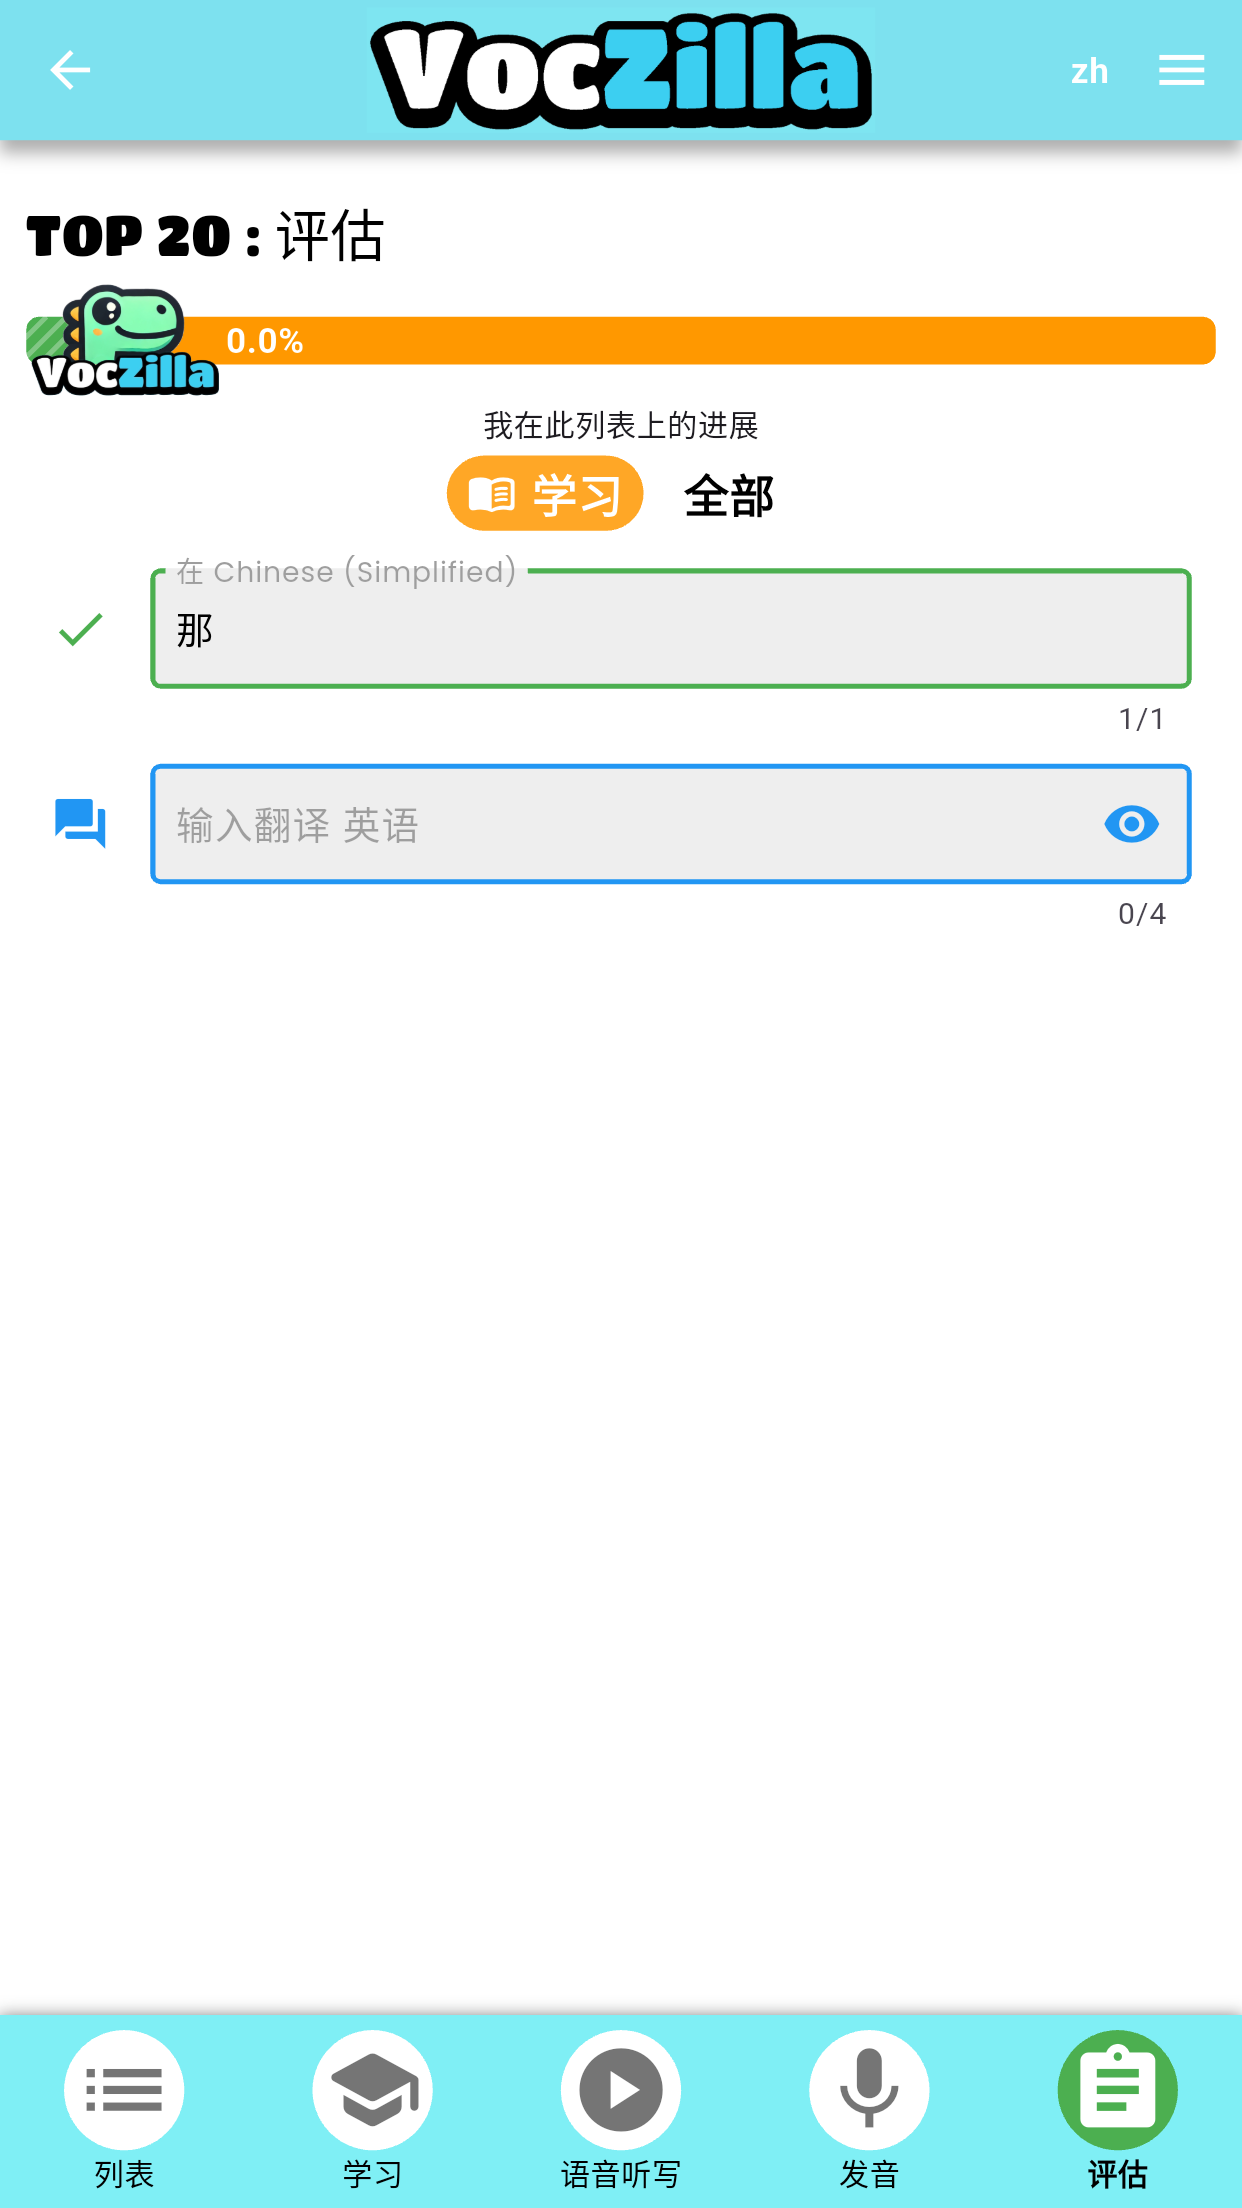 VocZilla
zh
TOP 20 : 评估
0.0%
VocZilla
我在此列表上的进展
学习 全部
在 Chinese (Simplified)
那
1/1
输入翻译 英语
0/4
列表 学习 语音听写 发音 评估